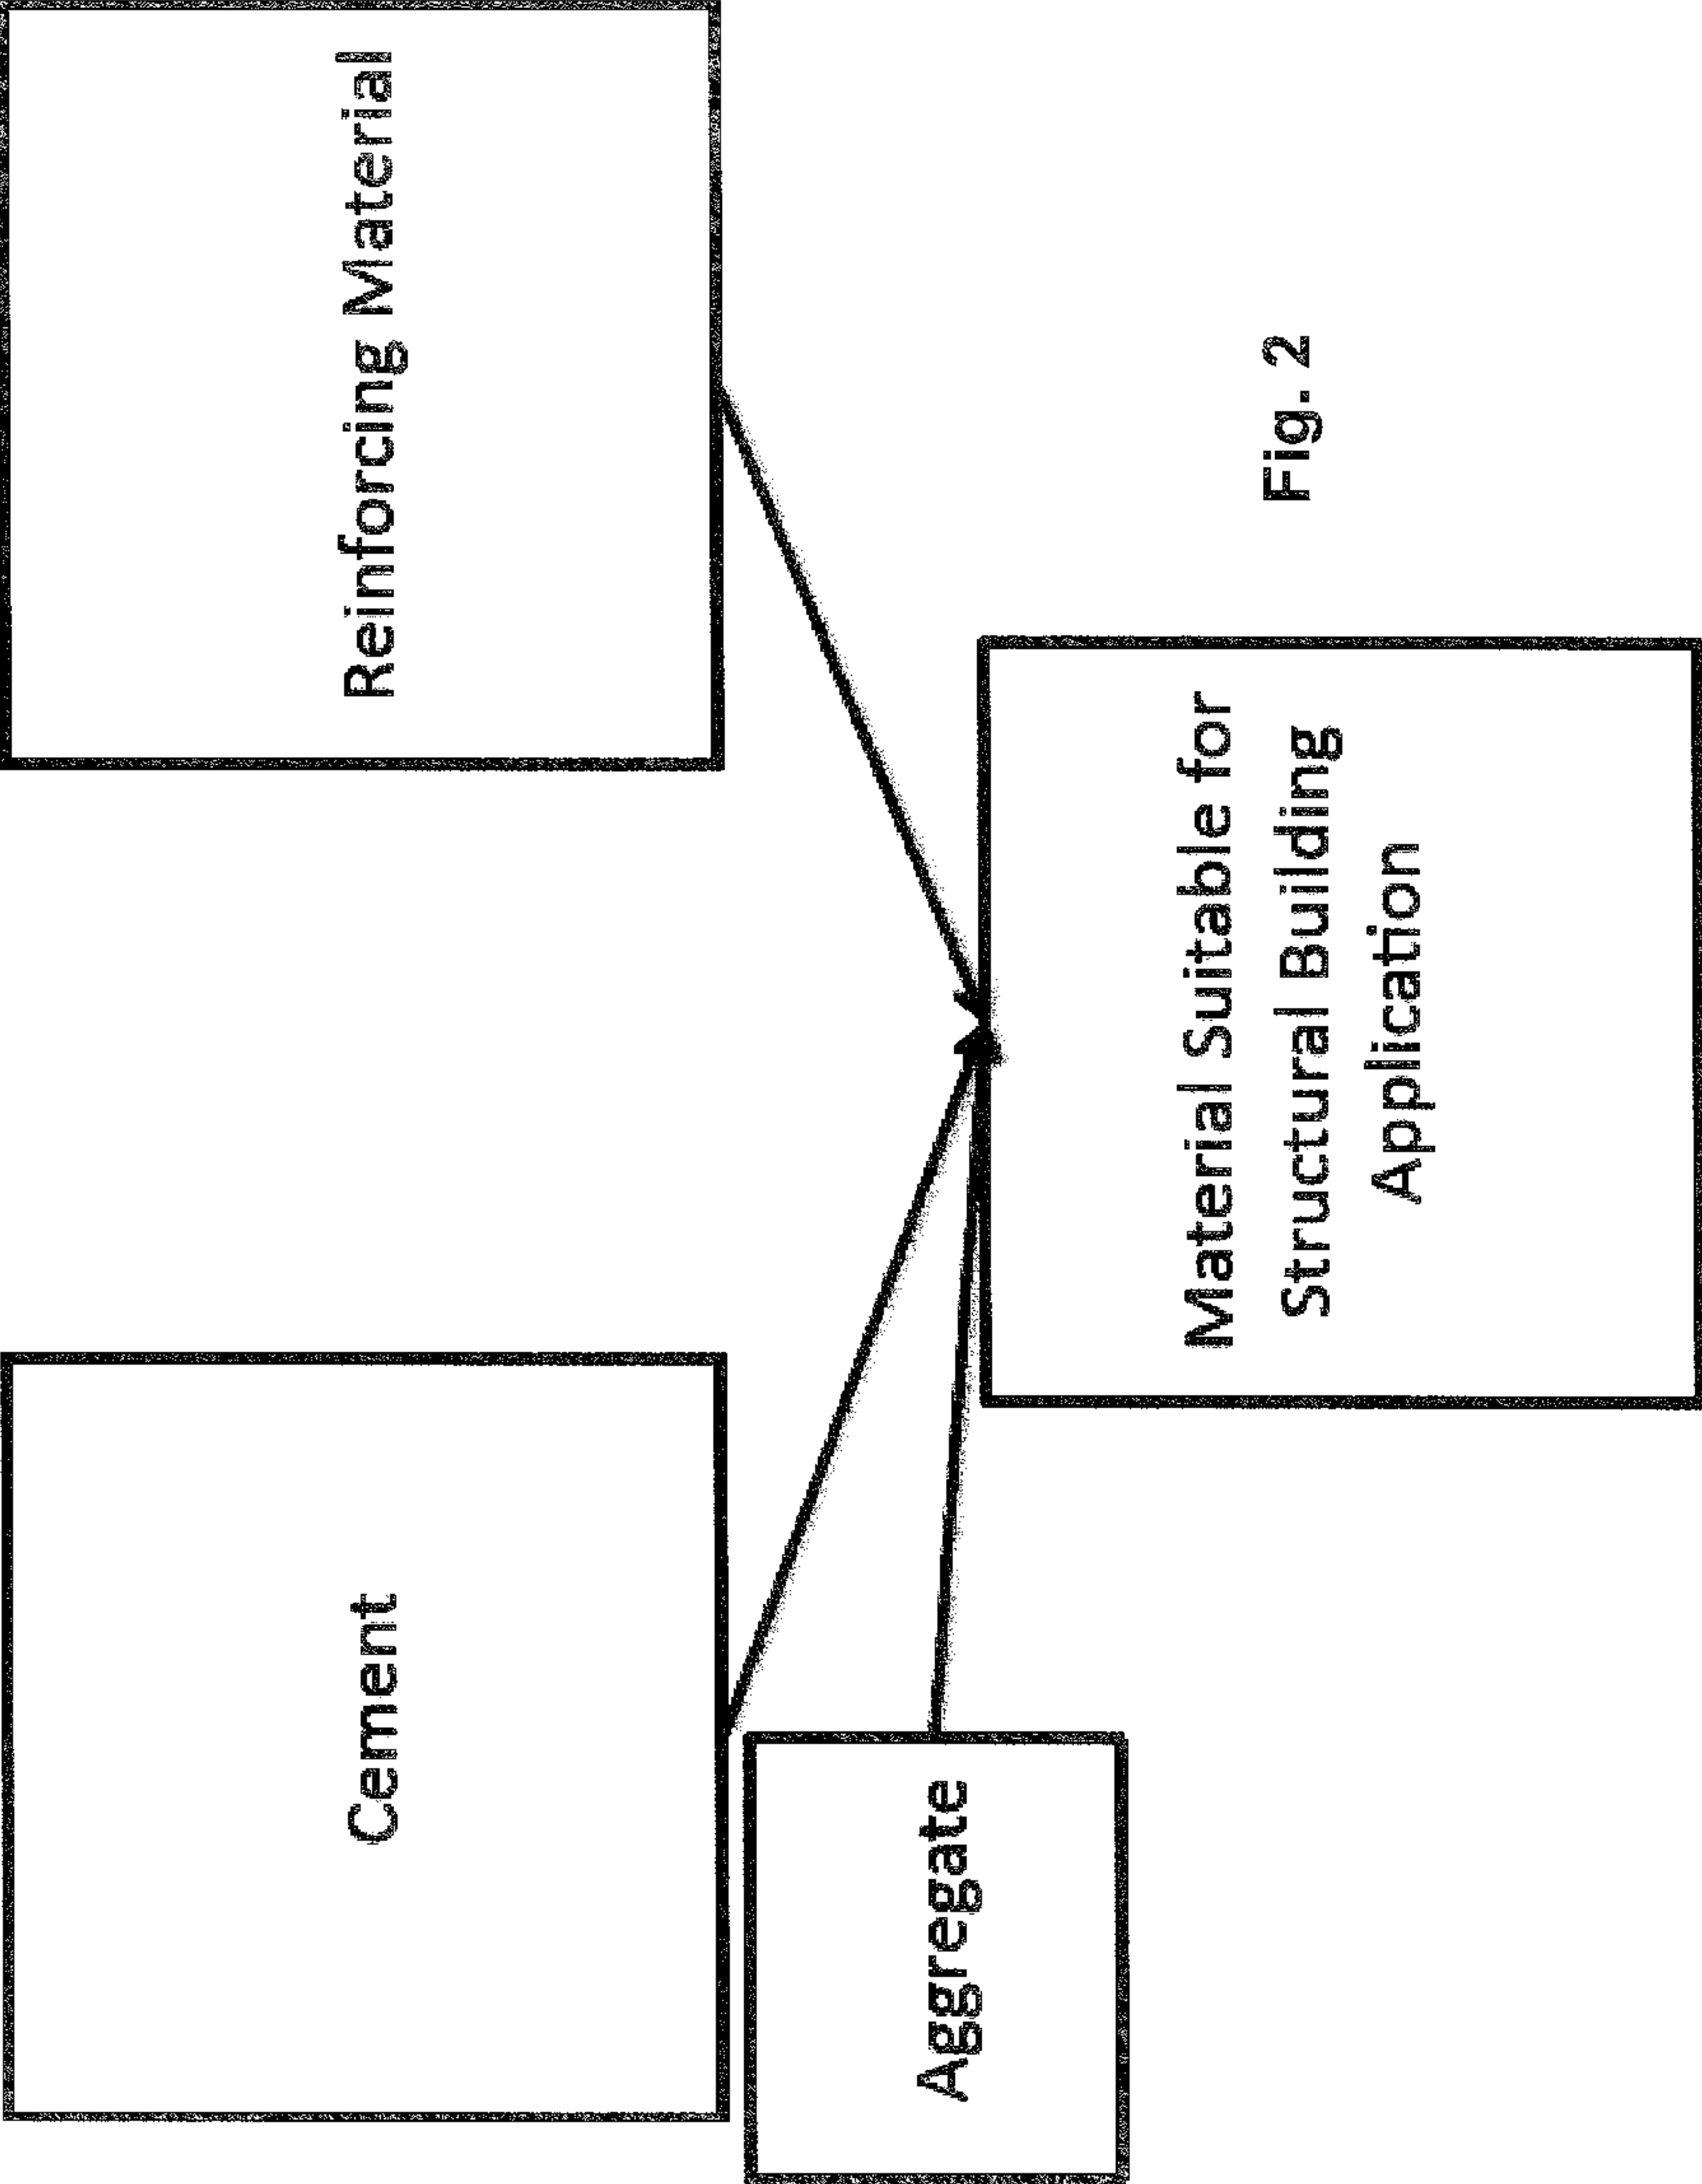 Cement
Reinforcing Material
Aggregate
Material Suitable for
Structural Building
Application
Fig. 2